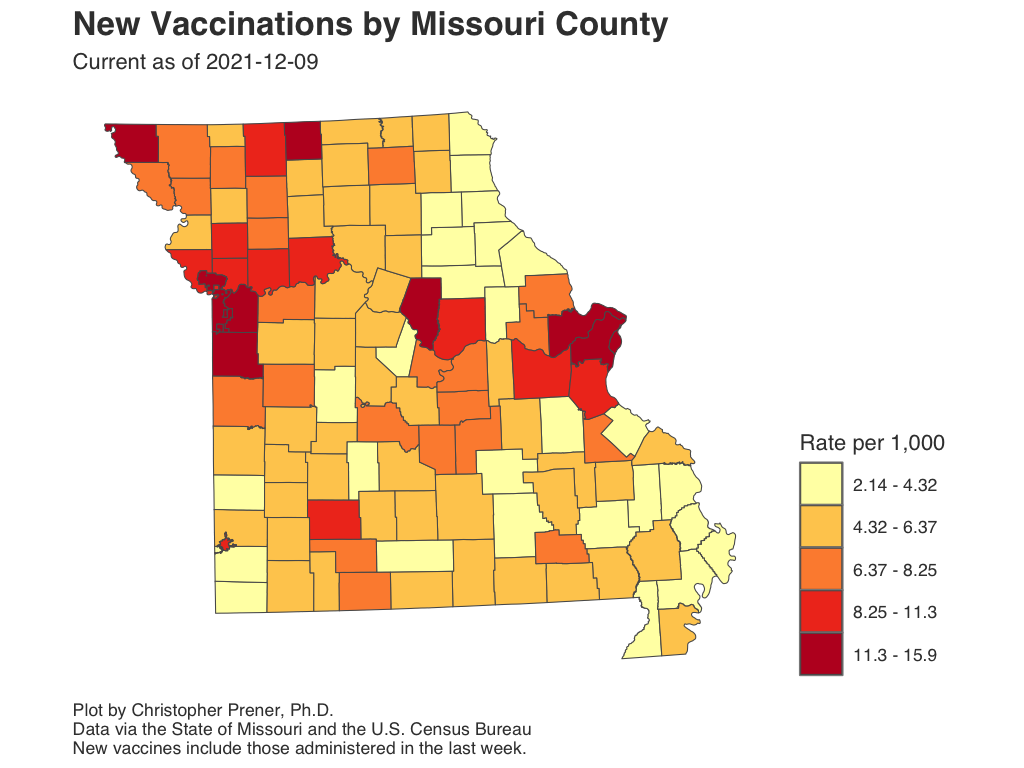 New Vaccinations by Missouri County
Current as of 2021-12-09
Rate per 1,000
2.14 - 4.32
4.32 - 6.37
6.37 - 8.25
8.25 - 11.3
11.3 - 15.9
Plot by Christopher Prener, Ph.D.
Data via the State of Missouri and the U.S. Census Bureau
New vaccines include those administered in the last week.